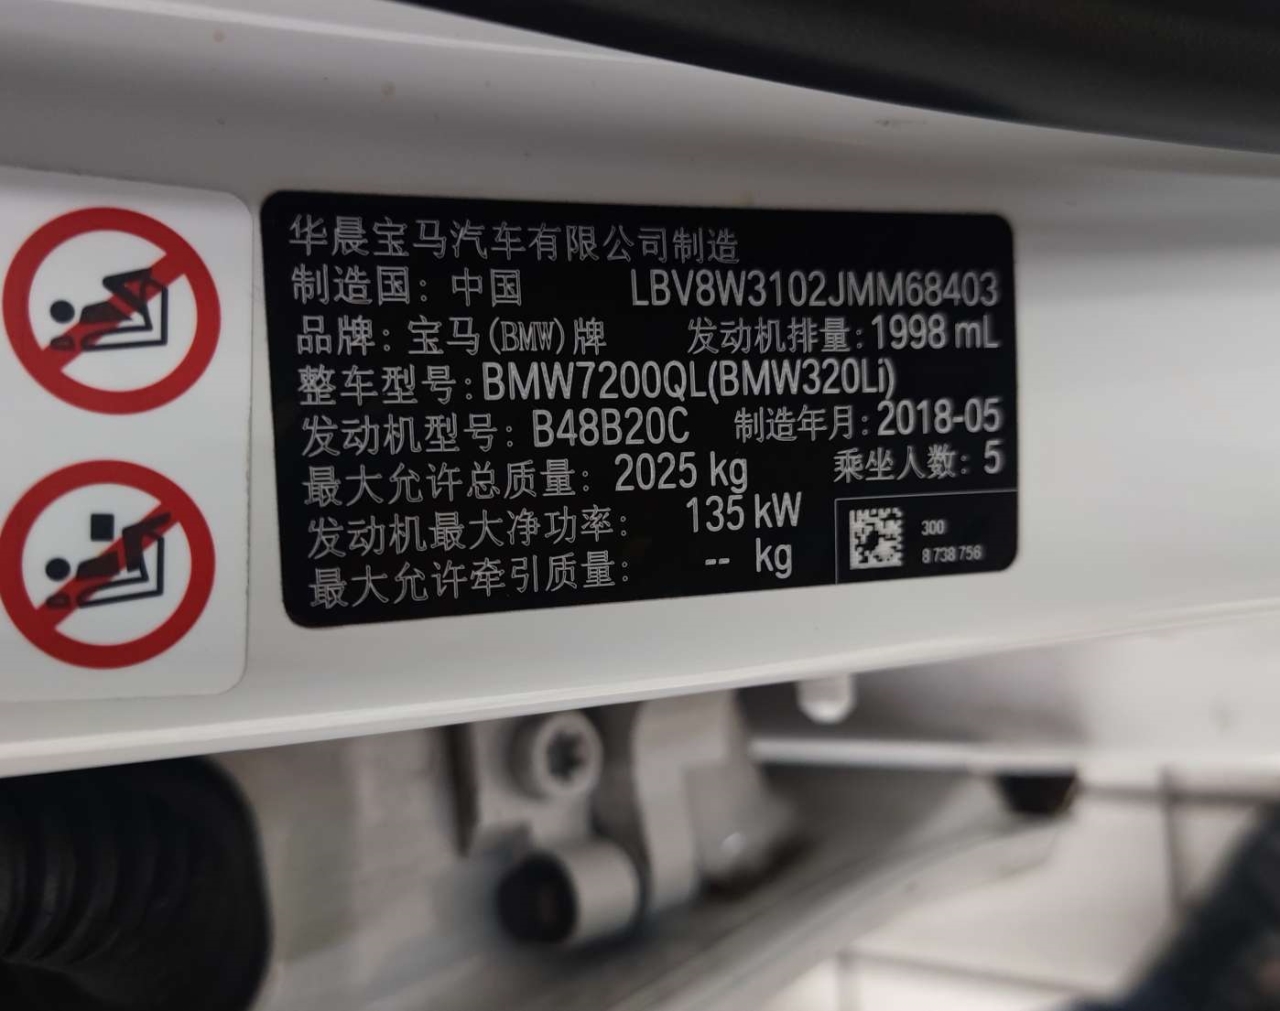 华晨宝马汽车有限公司制造
制造国：中国 LBV8W3102JMM68403
品牌：宝马(BMW)牌 发动机排量：1998 mL
整车型号：BMW7200QL(BMW320Li)
发动机型号：B48B20C 制造年月：2018-05
最大允许总质量：2025 kg 乘坐人数：5
发动机最大净功率：135 kW
最大允许牵引质量：-- kg
300
8 738 756